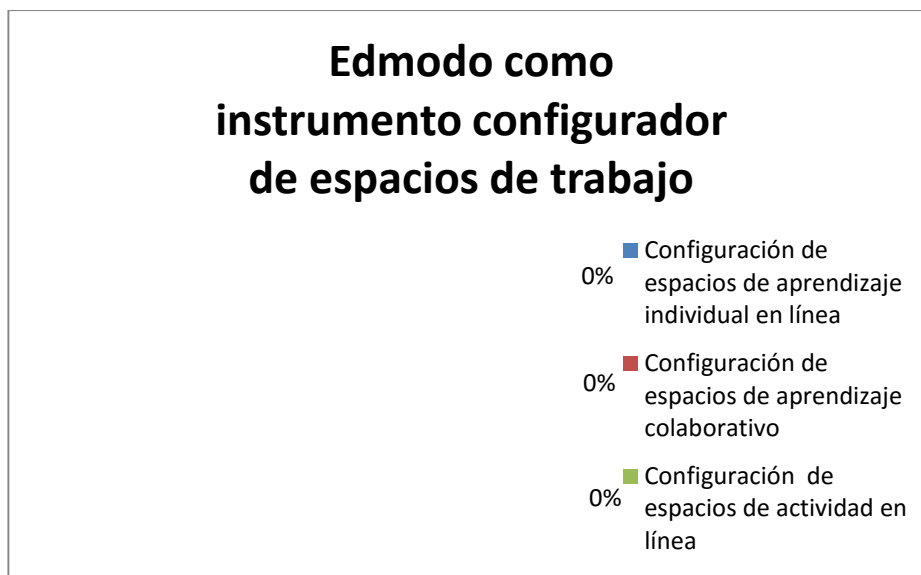 Edmodo como
instrumento configurador
de espacios de trabajo
0%
Configuración de
espacios de aprendizaje
individual en línea
0%
Configuración de
espacios de aprendizaje
colaborativo
0%
Configuración  de
espacios de actividad en
línea